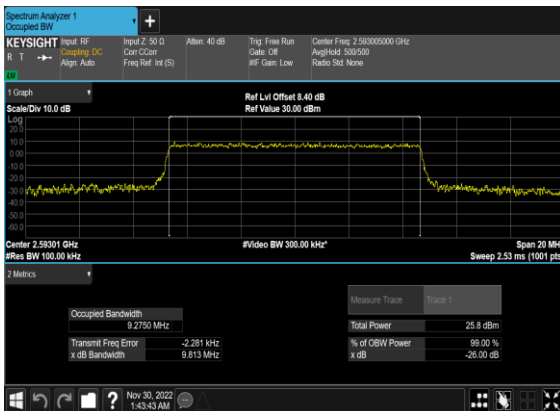 Spectrum Analyzer 1
Occupied BW
KEYSIGHT
R T
LV
Input: RF
Coupling: DC
Align: Auto
Input Z: 50 Ω
Corr CCorr
Freq Ref: Int (S)
Atten: 40 dB
Trig: Free Run
Gate: Off
#IF Gain: Low
Center Freq: 2.593005000 GHz
Avg|Hold: 500/500
Radio Std: None
1 Graph
Scale/Div 10.0 dB
Ref Lvl Offset 8.40 dB
Ref Value 30.00 dBm
Log
20.0
10.0
0.00
-10.0
-20.0
-30.0
-40.0
-50.0
-60.0
Center 2.59301 GHz
#Video BW 300.00 kHz*
Span 20 MH
#Res BW 100.00 kHz
Sweep 2.53 ms (1001 pts
2 Metrics
Measure Trace
Trace 1
Occupied Bandwidth
9.2750 MHz
Total Power
25.8 dBm
Transmit Freq Error
-2.281 kHz
% of OBW Power
99.00 %
x dB Bandwidth
9.813 MHz
x dB
-26.00 dB
Nov 30, 2022
1:43:43 AM